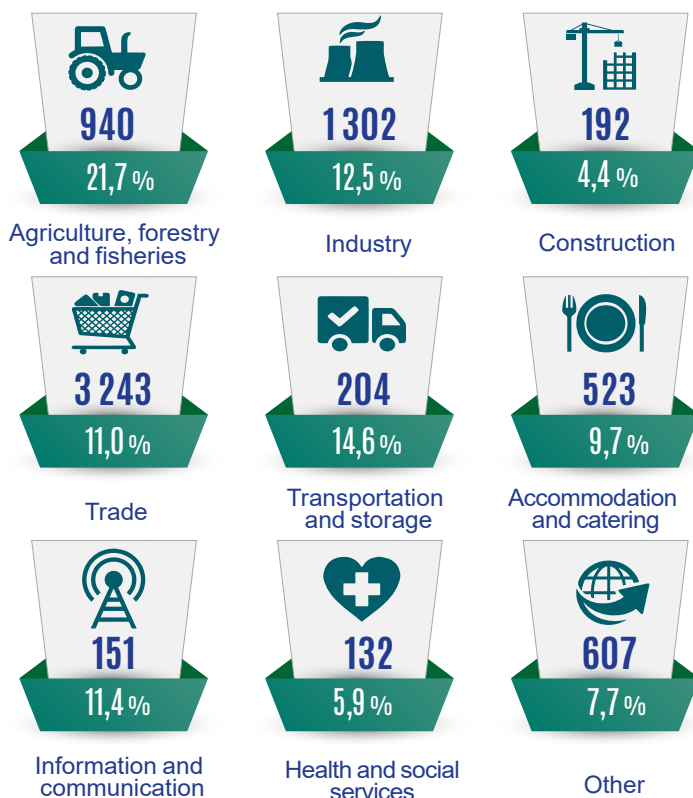 940
21,7 %
Agriculture, forestry
and fisheries
1 302
12,5 %
Industry
192
4,4 %
Construction
3 243
11,0 %
Trade
204
14,6 %
Transportation
and storage
523
9,7 %
Accommodation
and catering
151
11,4 %
Information and
communication
132
5,9 %
Health and social
services
607
7,7 %
Other